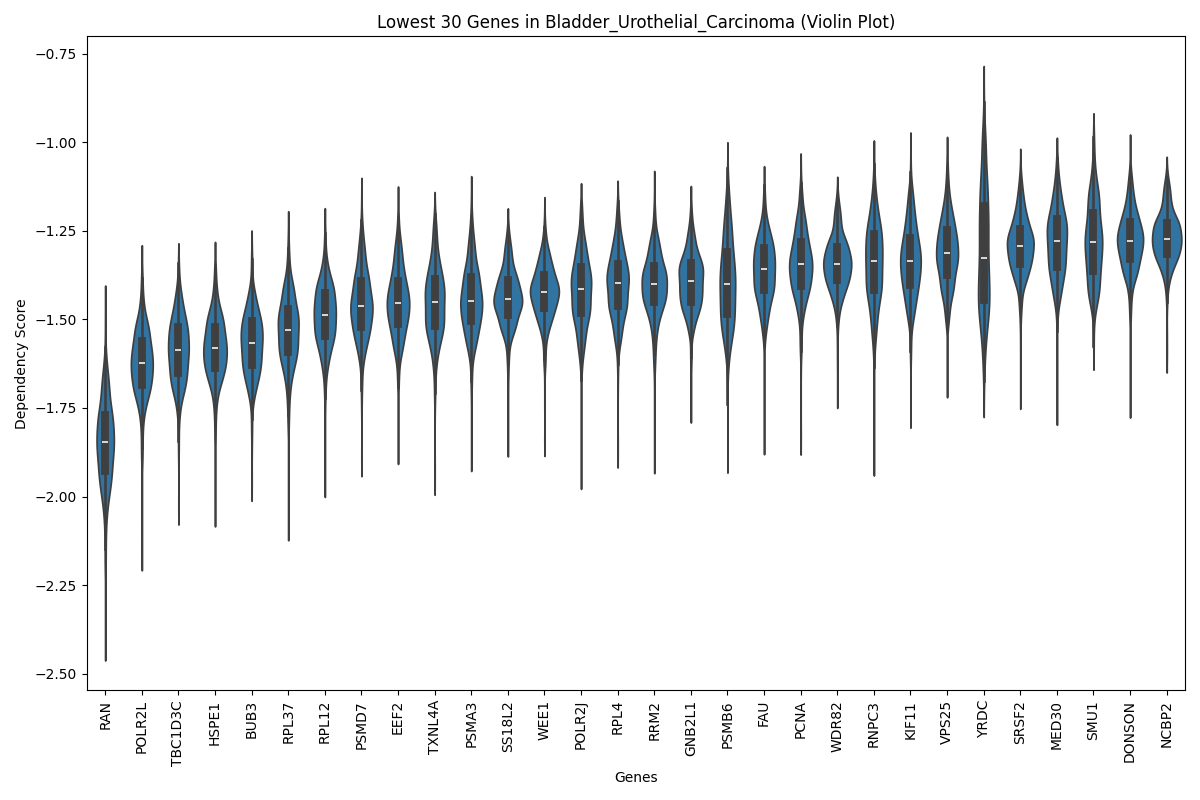 Lowest 30 Genes in Bladder_Urothelial_Carcinoma (Violin Plot)
Dependency Score
−0.75
−1.00
−1.25
−1.50
−1.75
−2.00
−2.25
−2.50
RAN
POLR2L
TBC1D3C
HSPE1
BUB3
RPL37
RPL12
PSMD7
EEF2
TXNL4A
PSMA3
SS18L2
WEE1
POLR2J
RPL4
RRM2
GNB2L1
PSMB6
FAU
PCNA
WDR82
RNPC3
KIF11
VPS25
YRDC
SRSF2
MED30
SMU1
DONSON
NCBP2
Genes